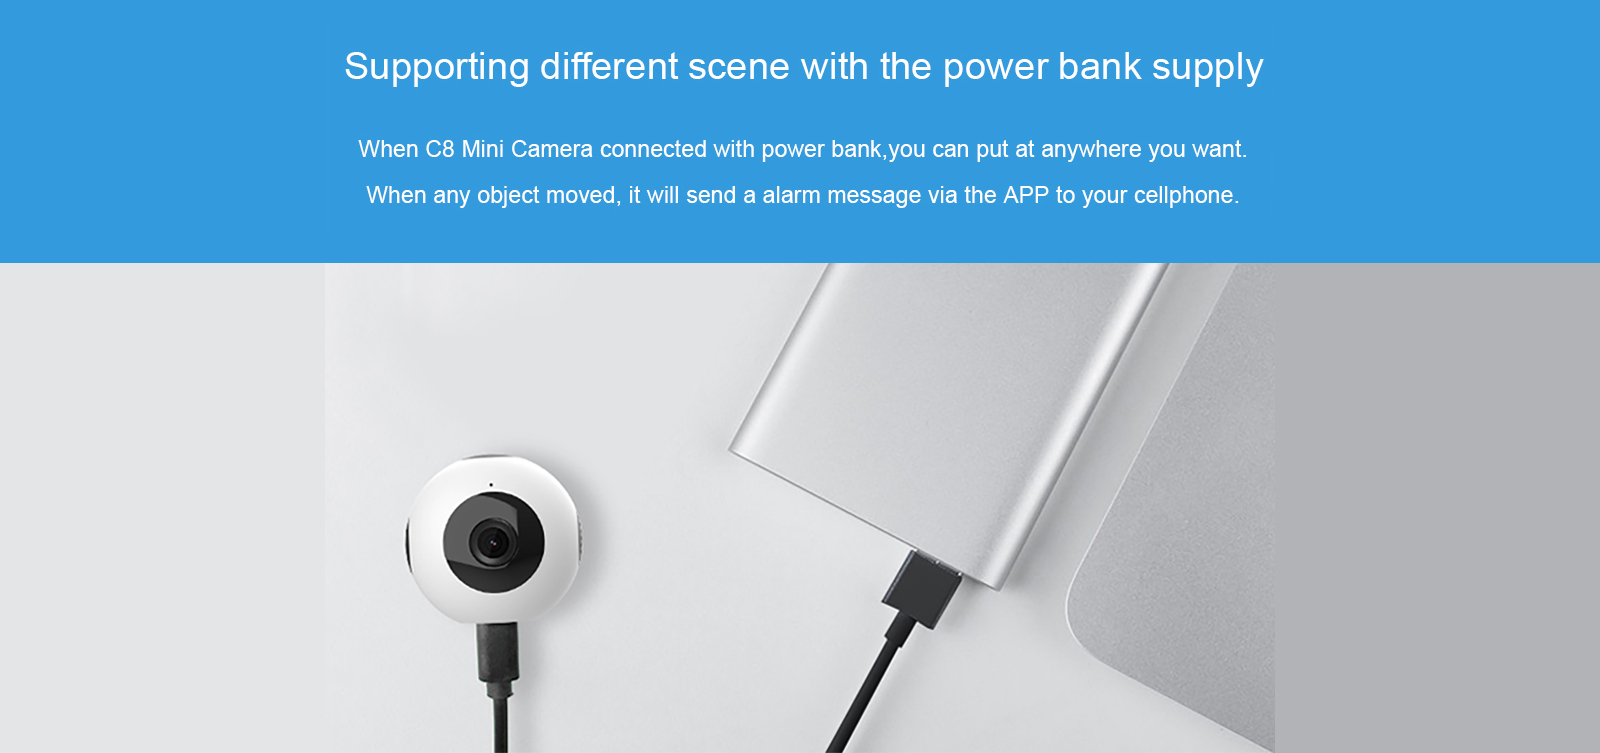 Supporting different scene with the power bank supply
When C8 Mini Camera connected with power bank,you can put at anywhere you want.
When any object moved, it will send a alarm message via the APP to your cellphone.